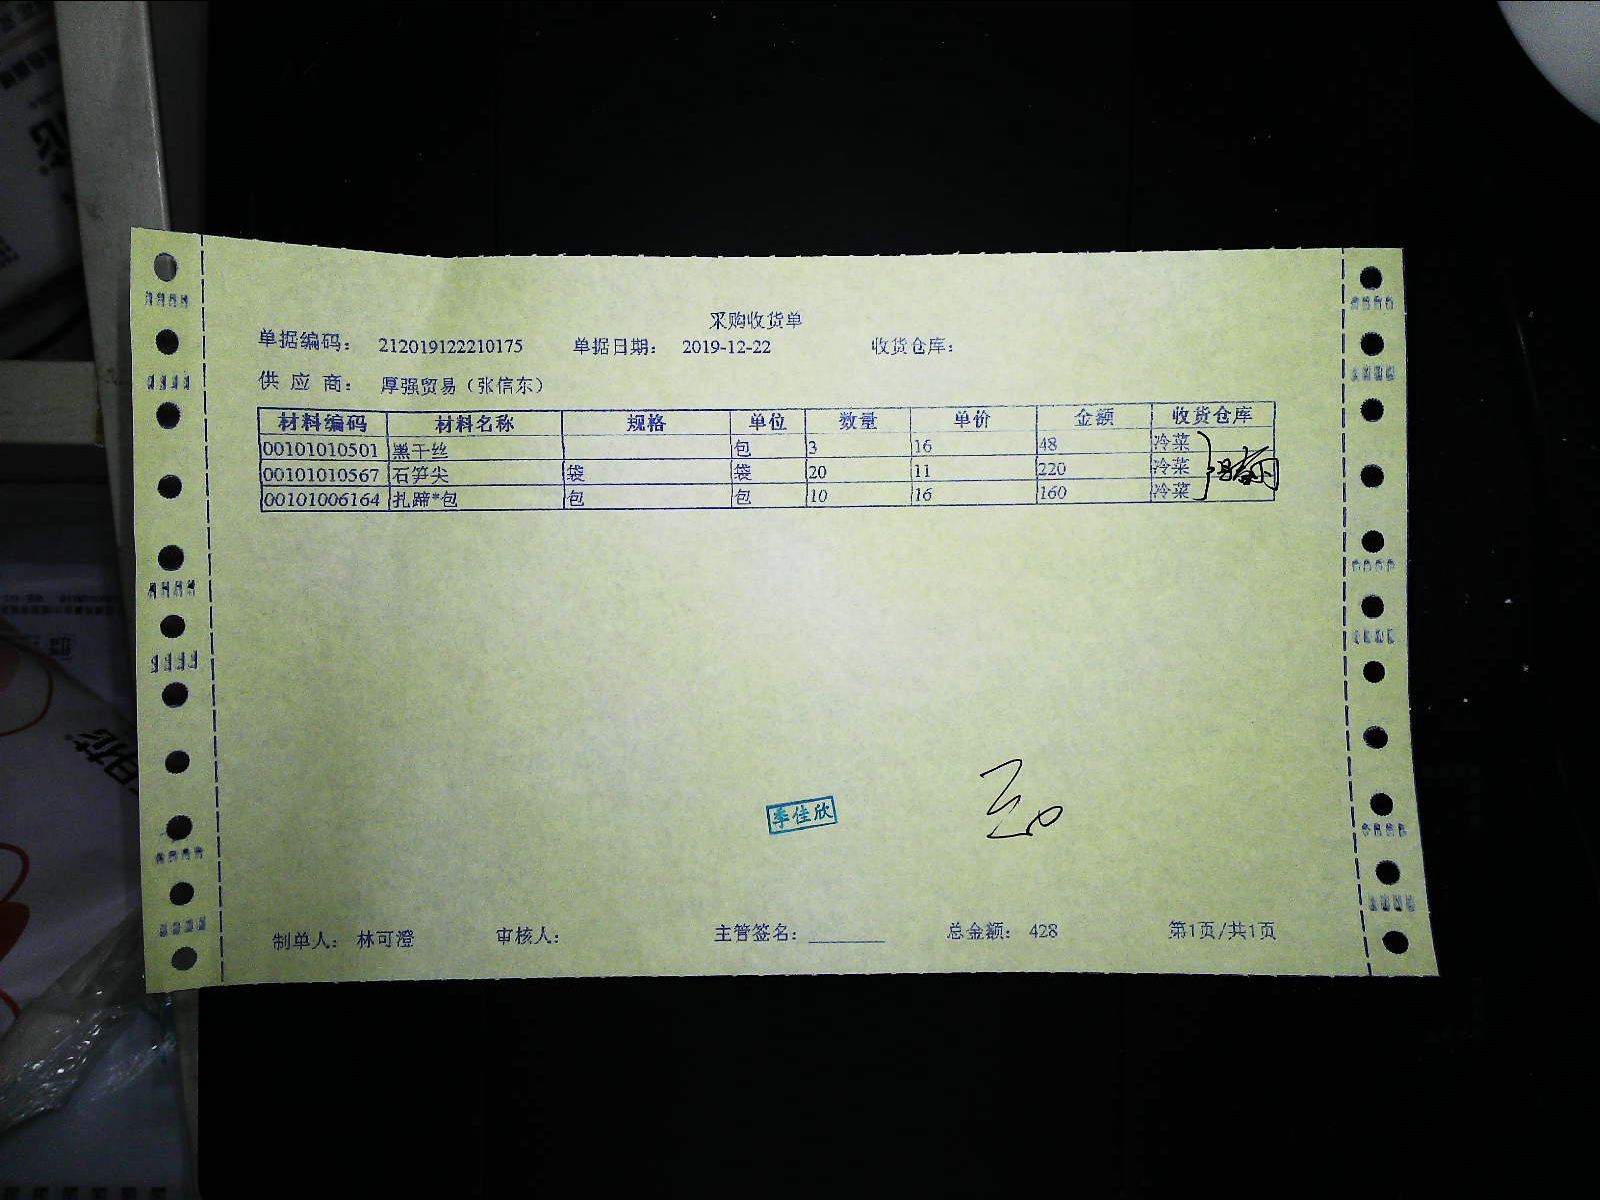 采购收货单
单据编码： 212019122210175 单据日期： 2019-12-22 收货仓库：
供 应 商： 厚强贸易（张信东）
材料编码 材料名称 规格 单位 数量 单价 金额 收货仓库
00101010501 黑干丝 包 3 16 48 冷菜
00101010567 石笋尖 袋 袋 20 11 220 冷菜
00101006164 扎蹄*包 包 包 10 16 160 冷菜
季佳欣
制单人： 林可澄 审核人： 主管签名：________ 总金额： 428 第1页/共1页